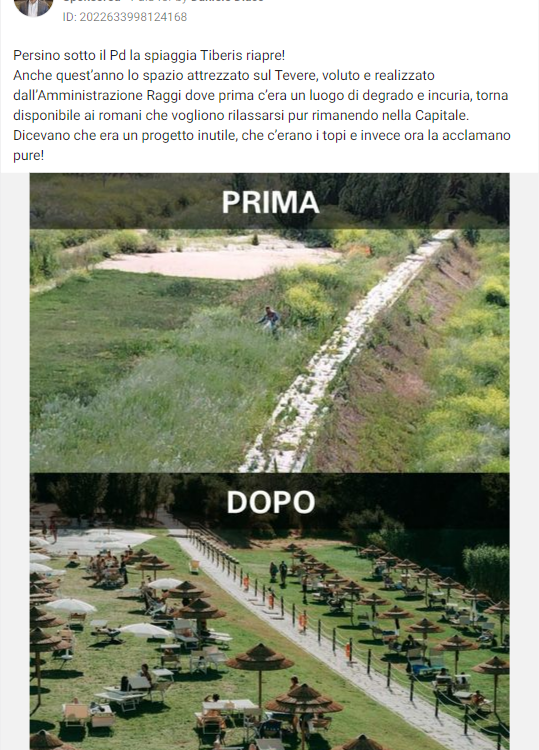 ID: 2022633998124168
Persino sotto il Pd la spiaggia Tiberis riapre!
Anche quest’anno lo spazio attrezzato sul Tevere, voluto e realizzato
dall’Amministrazione Raggi dove prima c’era un luogo di degrado e incuria, torna
disponibile ai romani che vogliono rilassarsi pur rimanendo nella Capitale.
Dicevano che era un progetto inutile, che c’erano i topi e invece ora la acclamano
pure!
PRIMA
DOPO